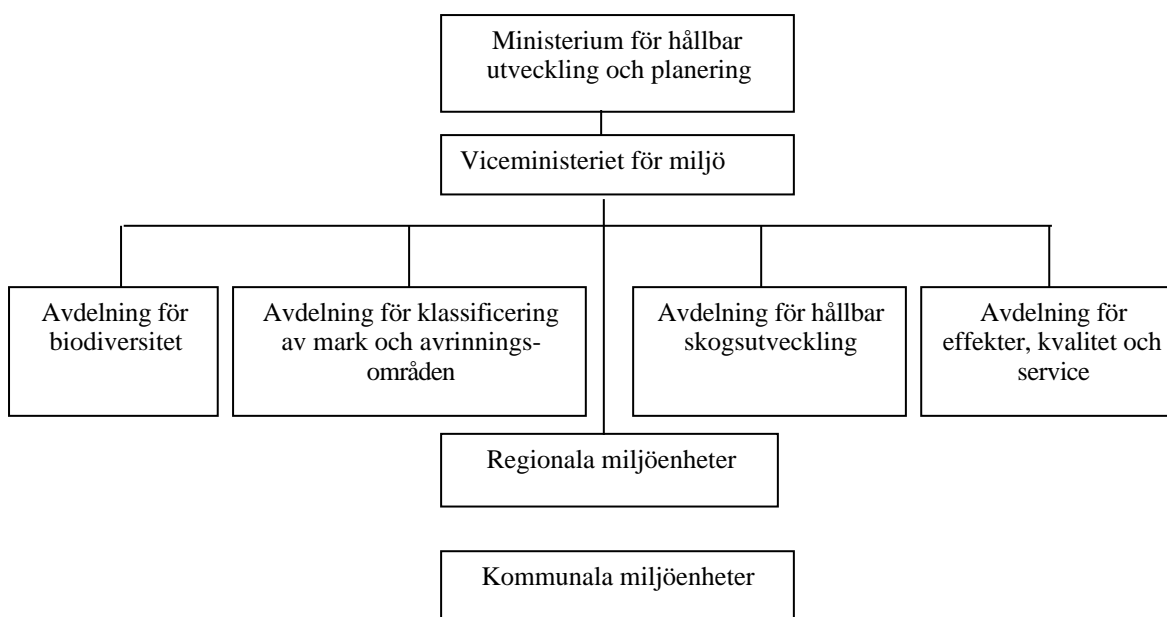 Ministerium för hållbar
utveckling och planering
Viceministeriet för miljö
Avdelning för
biodiversitet
Avdelning för klassificering
av mark och avrinnings-
områden
Avdelning för hållbar
skogsutveckling
Avdelning för
effekter, kvalitet och
service
Regionala miljöenheter
Kommunala miljöenheter